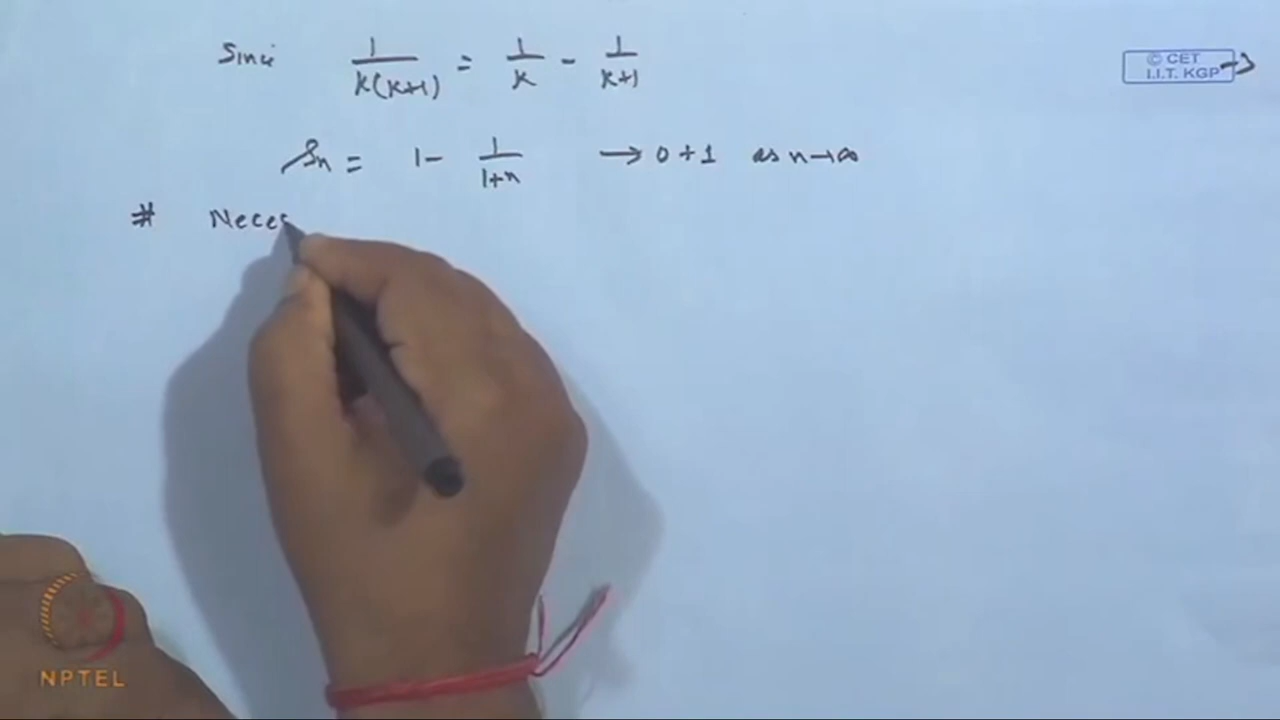 Since 1/K(K+1) = 1/K - 1/K+1
© CET
I.I.T. KGP
Sn = 1 - 1/1+n → 0+1 as n→∞
# Neces
NPTEL